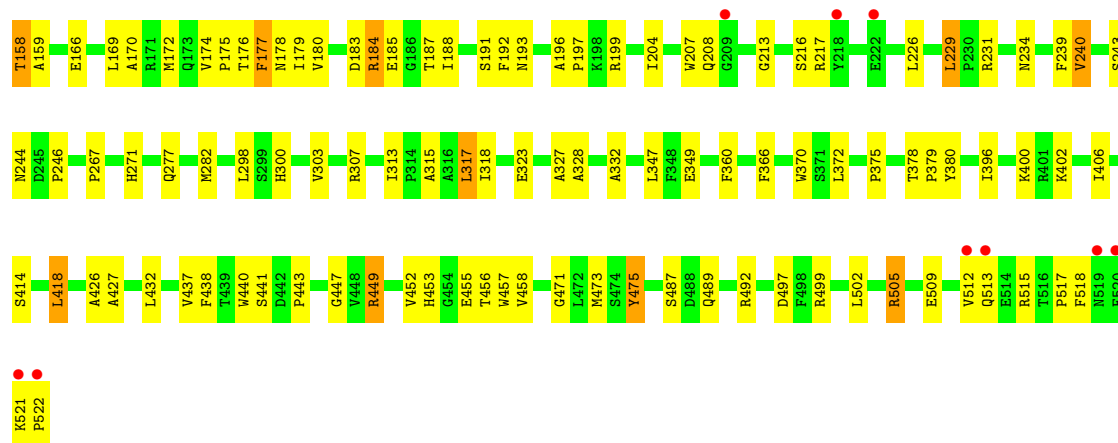 T158 A159 E166 L169 A170 R171 M172 Q173 V174 P175 T176 F177 N178 I179 V180 D183 R184 E185 G186 T187 I188 S191 F192 N193 A196 P197 K198 R199 I204 W207 Q208 G209 G213 S216 R217 Y218 E222 L226 L229 P230 R231 N234 F239 V240 S243
N244 D245 P246 P267 H271 Q277 M282 L298 S299 H300 V303 R307 I313 P314 A315 A316 L317 I318 E323 A327 A328 A332 L347 F348 E349 F360 F366 W370 S371 L372 P375 T378 P379 Y380 I396 K400 R401 K402 I406
S414 L418 A426 A427 L432 V437 F438 T439 W440 S441 D442 P443 G447 V448 R449 V452 H453 G454 E455 T456 W457 V458 G471 L472 M473 S474 Y475 S487 D488 Q489 R492 D497 F498 R499 L502 R505 E509 V512 Q513 E514 R515 T516 P517 F518 N519
K521 P522